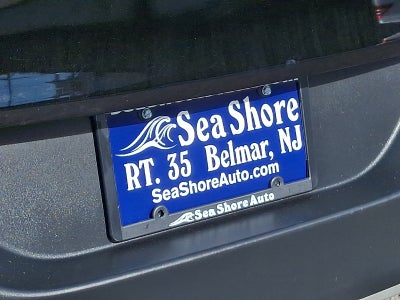 Sea Shore
RT. 35 Belmar, NJ
SeaShoreAuto.com
Sea Shore Auto